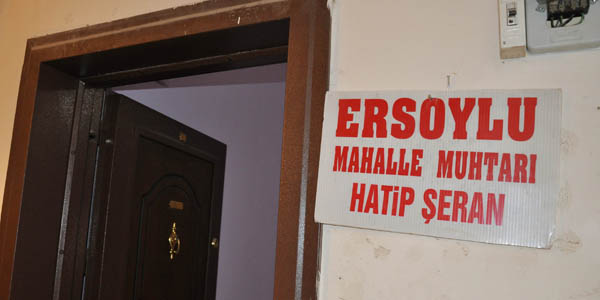 ERSOYLU
MAHALLE MUHTARI
HATİP ŞERAN